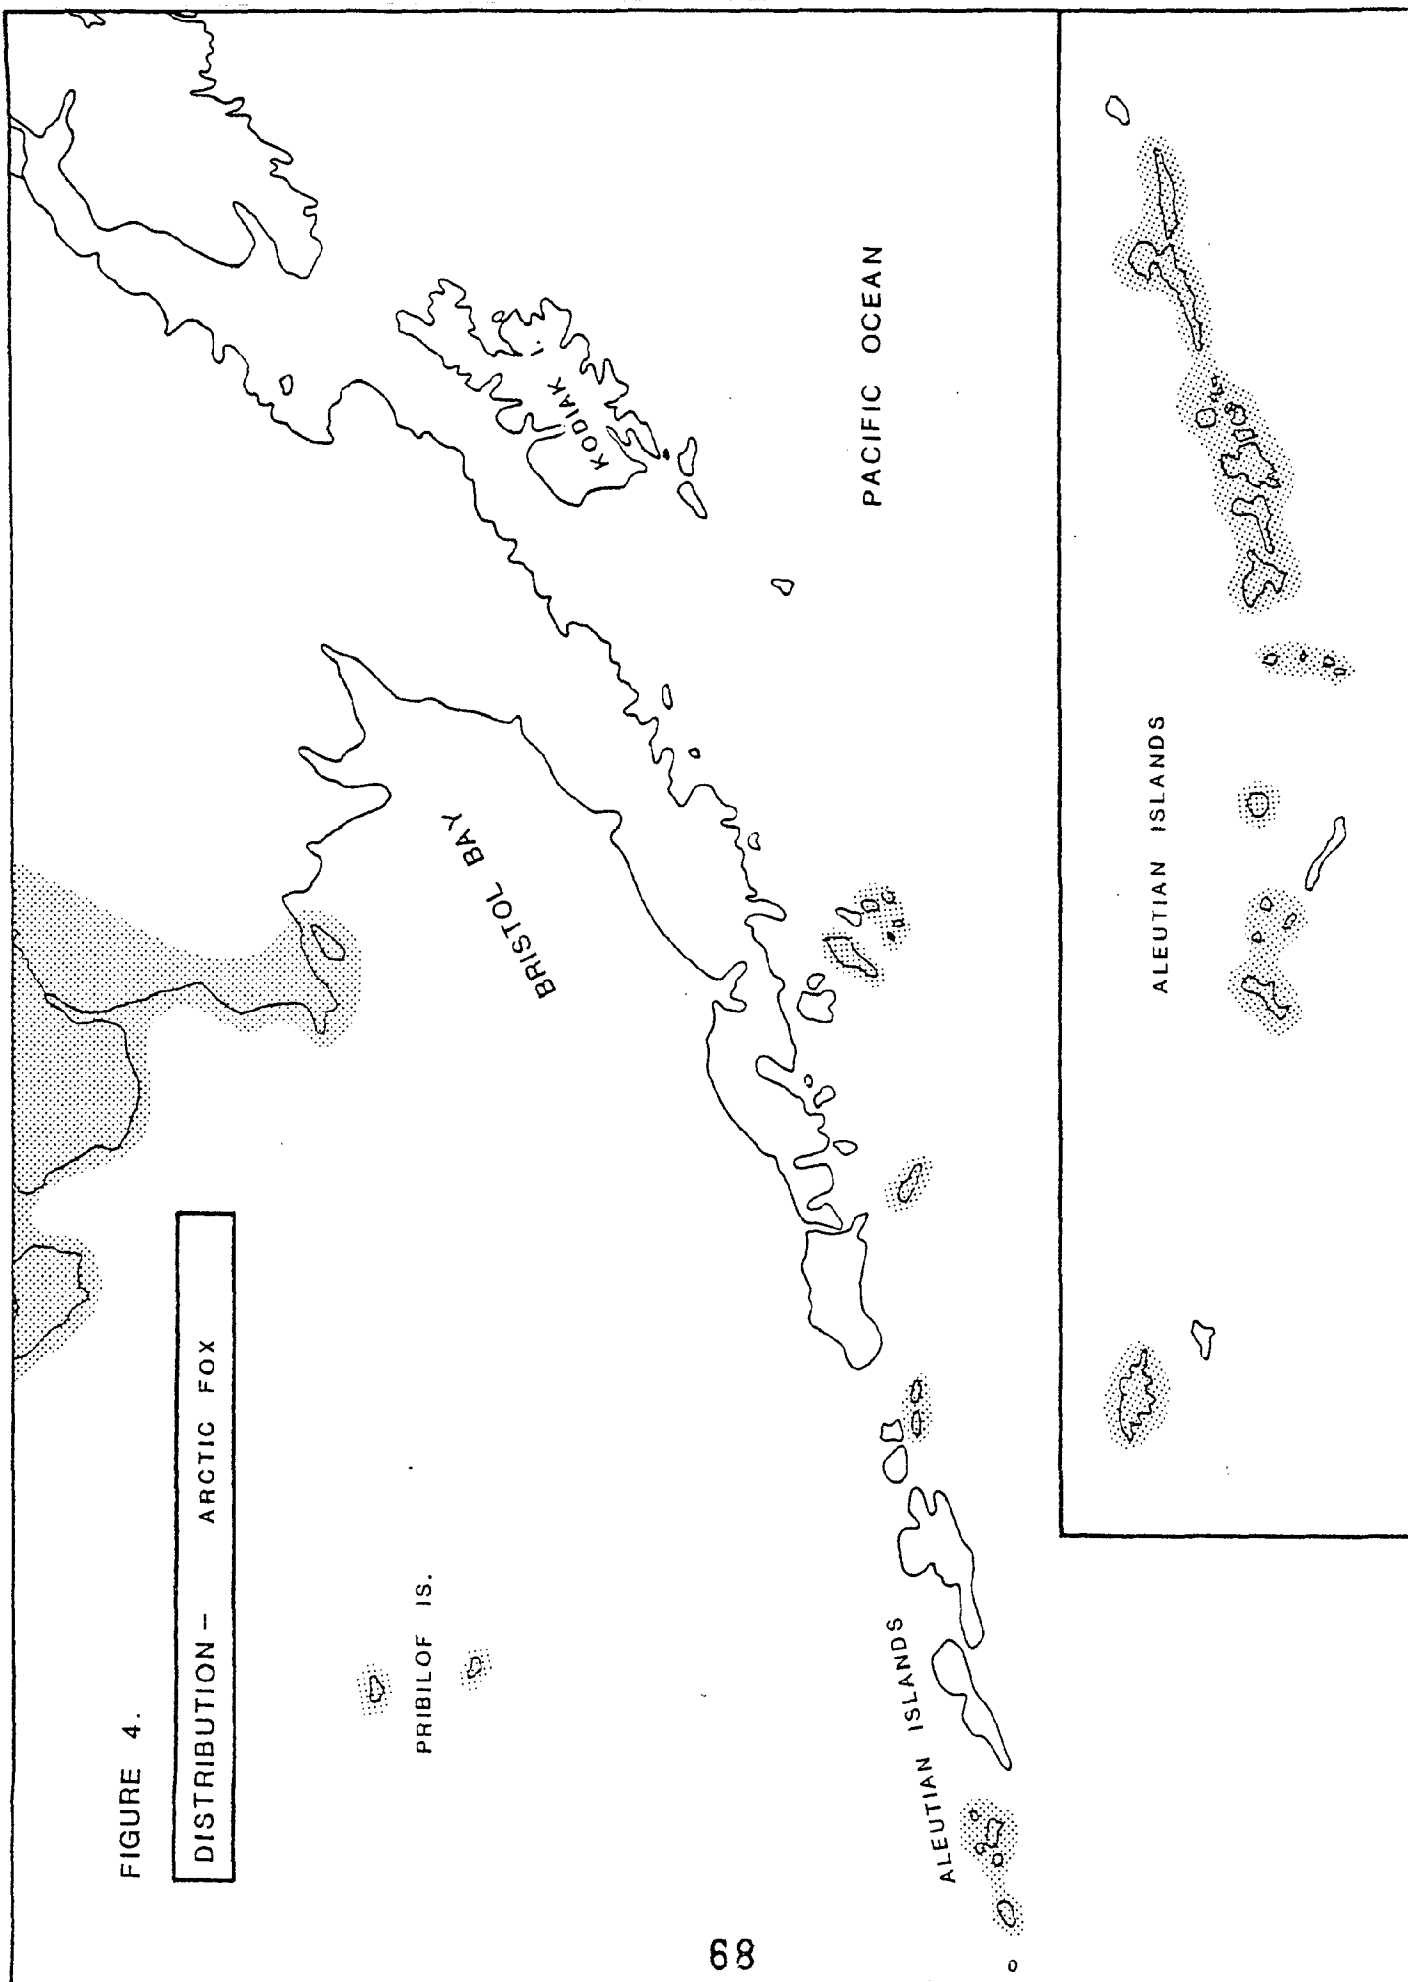 FIGURE 4.
DISTRIBUTION - ARCTIC FOX
PRIBILOF IS.
BRISTOL BAY
KODIAK I.
PACIFIC OCEAN
ALEUTIAN ISLANDS
ALEUTIAN ISLANDS
68